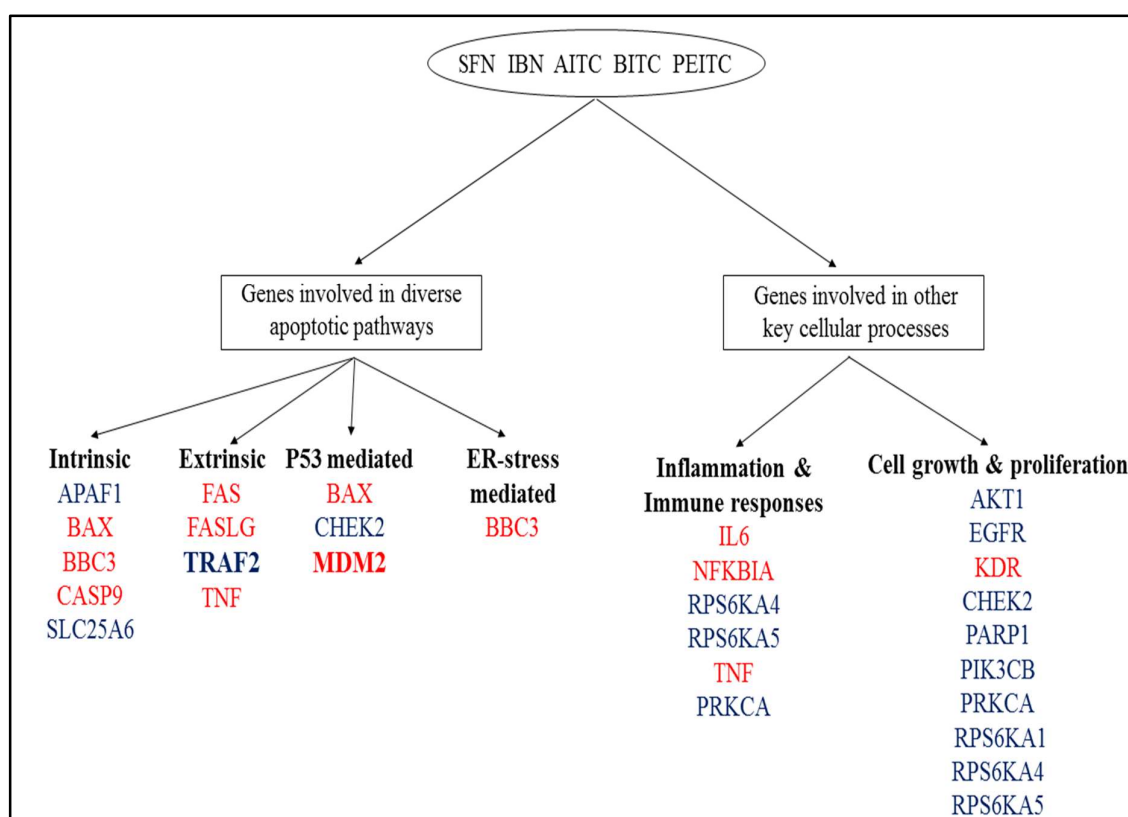 SFN IBN AITC BITC PEITC
Genes involved in diverse
apoptotic pathways
Genes involved in other
key cellular processes
Intrinsic
APAF1
BAX
BBC3
CASP9
SLC25A6
Extrinsic
FAS
FASLG
TRAF2
TNF
P53 mediated
BAX
CHEK2
MDM2
ER-stress
mediated
BBC3
Inflammation &
Immune responses
IL6
NFKBIA
RPS6KA4
RPS6KA5
TNF
PRKCA
Cell growth & proliferation
AKT1
EGFR
KDR
CHEK2
PARP1
PIK3CB
PRKCA
RPS6KA1
RPS6KA4
RPS6KA5